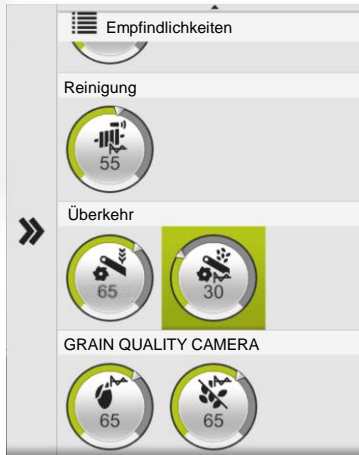 Empfindlichkeiten
Reinigung
55
Überkehr
65 30
GRAIN QUALITY CAMERA
65 65